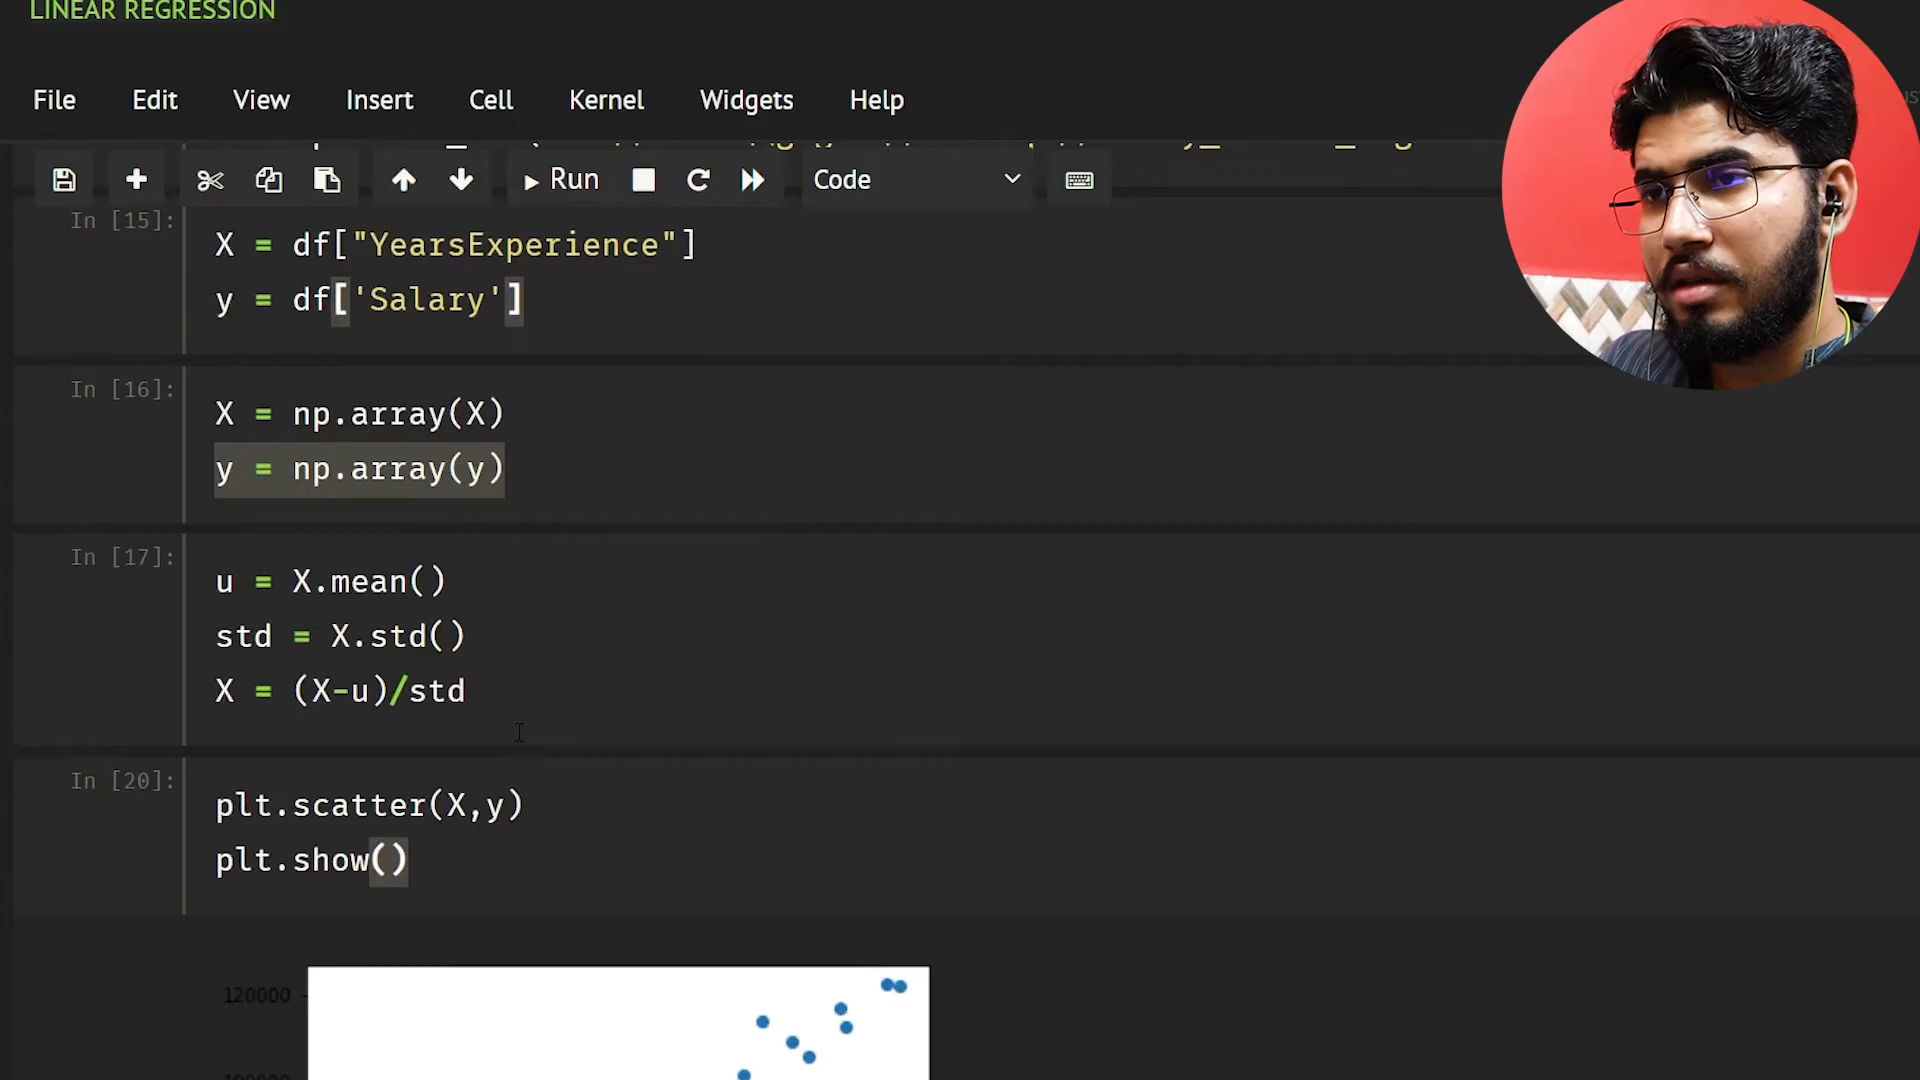 LINEAR REGRESSION
File Edit View Insert Cell Kernel Widgets Help
Run Code
In [15]:
X = df["YearsExperience"]
y = df['Salary']
In [16]:
X = np.array(X)
y = np.array(y)
In [17]:
u = X.mean()
std = X.std()
X = (X-u)/std
In [20]:
plt.scatter(X,y)
plt.show()
120000